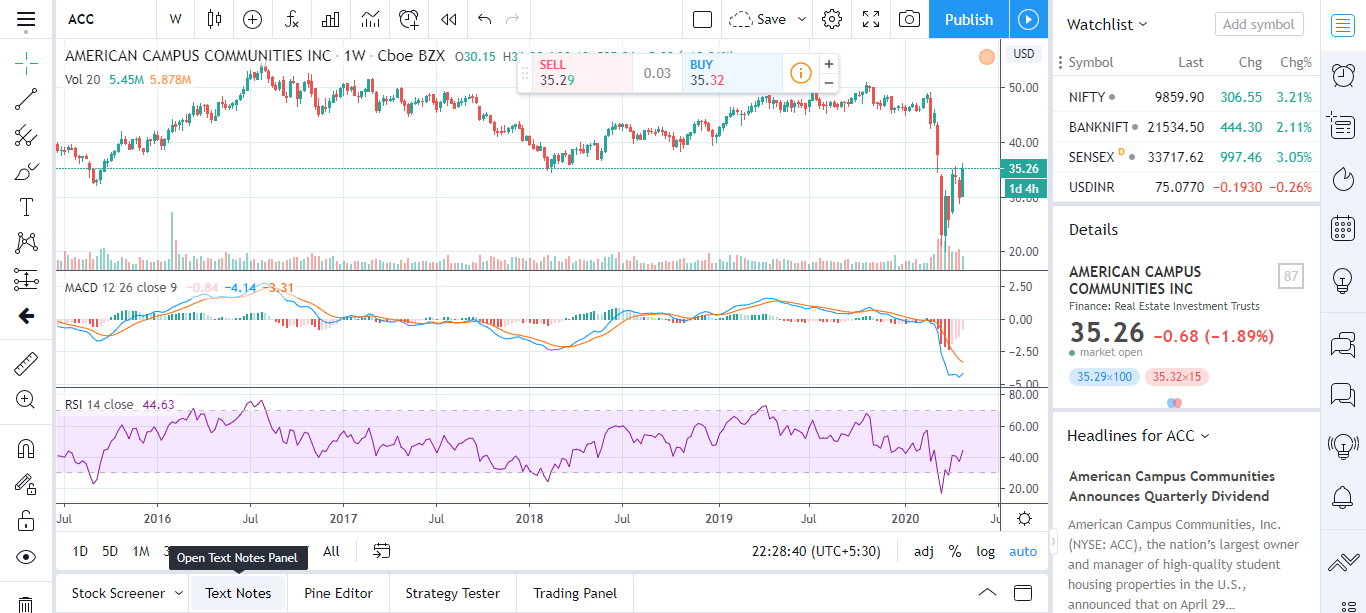 ACC
W
Save
Publish
AMERICAN CAMPUS COMMUNITIES INC · 1W · Cboe BZX O30.15
Vol 20 5.45M 5.878M
SELL
35.29
0.03
BUY
35.32
USD
50.00
40.00
35.26
1d 4h
30.00
20.00
MACD 12 26 close 9 −0.84 −4.14 −3.31
2.50
0.00
−2.50
−5.00
RSI 14 close 44.63
80.00
60.00
40.00
20.00
Jul 2016 Jul 2017 Jul 2018 Jul 2019 Jul 2020
1D 5D 1M All
22:28:40 (UTC+5:30) adj % log auto
Open Text Notes Panel
Stock Screener Text Notes Pine Editor Strategy Tester Trading Panel
Watchlist Add symbol
Symbol Last Chg Chg%
NIFTY 9859.90 306.55 3.21%
BANKNIFT 21534.50 444.30 2.11%
SENSEX D 33717.62 997.46 3.05%
USDINR 75.0770 −0.1930 −0.26%
Details
AMERICAN CAMPUS
COMMUNITIES INC
87
Finance: Real Estate Investment Trusts
35.26 −0.68 (−1.89%)
market open
35.29×100 35.32×15
Headlines for ACC
American Campus Communities
Announces Quarterly Dividend
American Campus Communities, Inc.
(NYSE: ACC), the nation's largest owner
and manager of high-quality student
housing properties in the U.S.,
announced that on April 29...